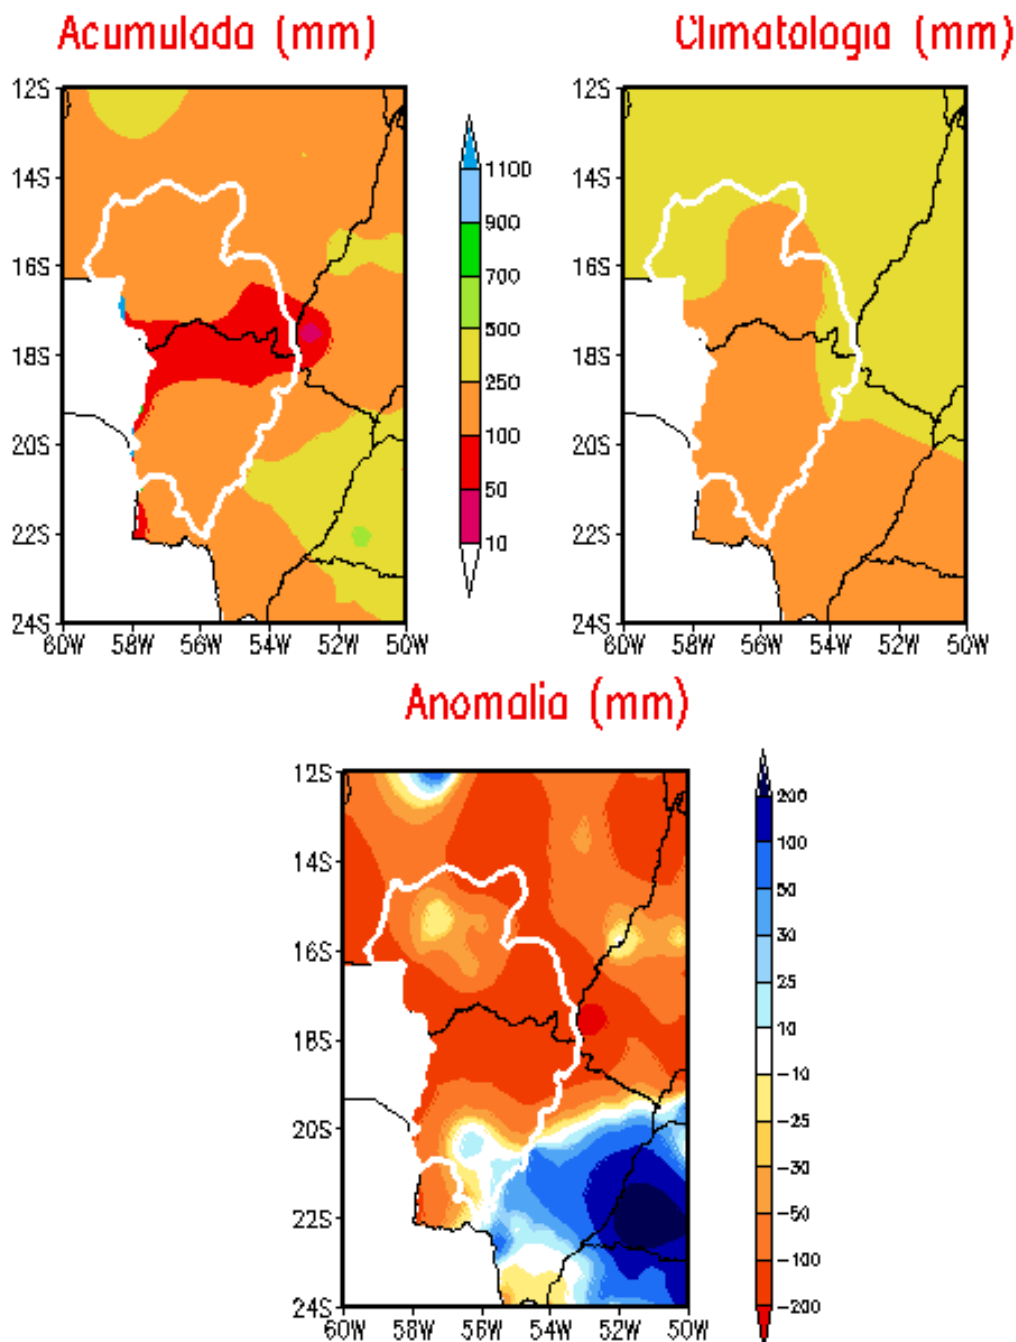 Acumulada (mm)
Climatologia (mm)
12S
14S
16S
18S
20S
22S
24S
60W 58W 56W 54W 52W 50W
1100
900
700
500
250
100
50
10
12S
14S
16S
18S
20S
22S
24S
60W 58W 56W 54W 52W 50W
Anomalia (mm)
12S
14S
16S
18S
20S
22S
24S
60W 58W 56W 54W 52W 50W
200
100
50
30
25
10
-10
-25
-30
-50
-100
-200